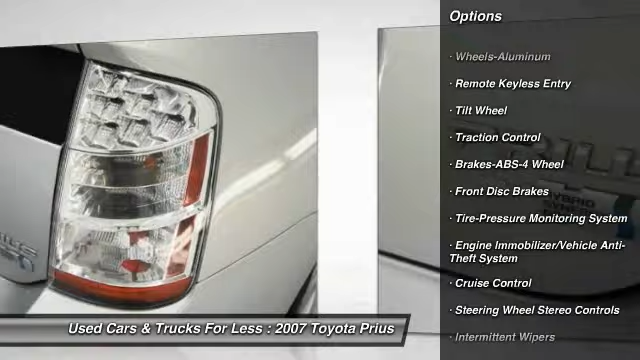 Options
· Wheels-Aluminum
· Remote Keyless Entry
· Tilt Wheel
· Traction Control
· Brakes-ABS-4 Wheel
· Front Disc Brakes
· Tire-Pressure Monitoring System
· Engine Immobilizer/Vehicle Anti-
Theft System
· Cruise Control
· Steering Wheel Stereo Controls
· Intermittent Wipers
HYBRID
Used Cars & Trucks For Less : 2007 Toyota Prius